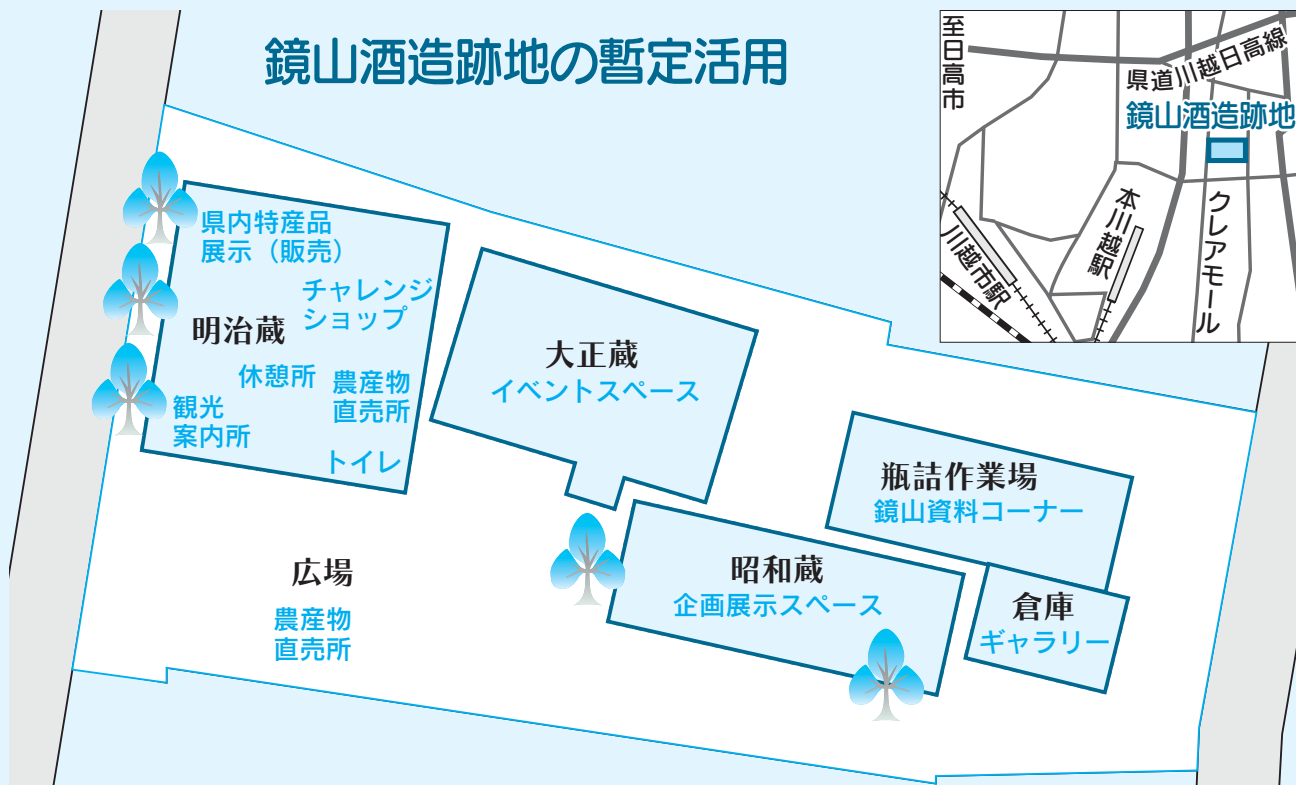 鏡山酒造跡地の暫定活用
至日高市
県道川越日高線
鏡山酒造跡地
本川越駅
クレアモール
川越市駅
県内特産品
展示（販売）
チャレンジ
ショップ
明治蔵
休憩所
農産物
直売所
観光
案内所
トイレ
大正蔵
イベントスペース
瓶詰作業場
鏡山資料コーナー
昭和蔵
企画展示スペース
倉庫
ギャラリー
広場
農産物
直売所